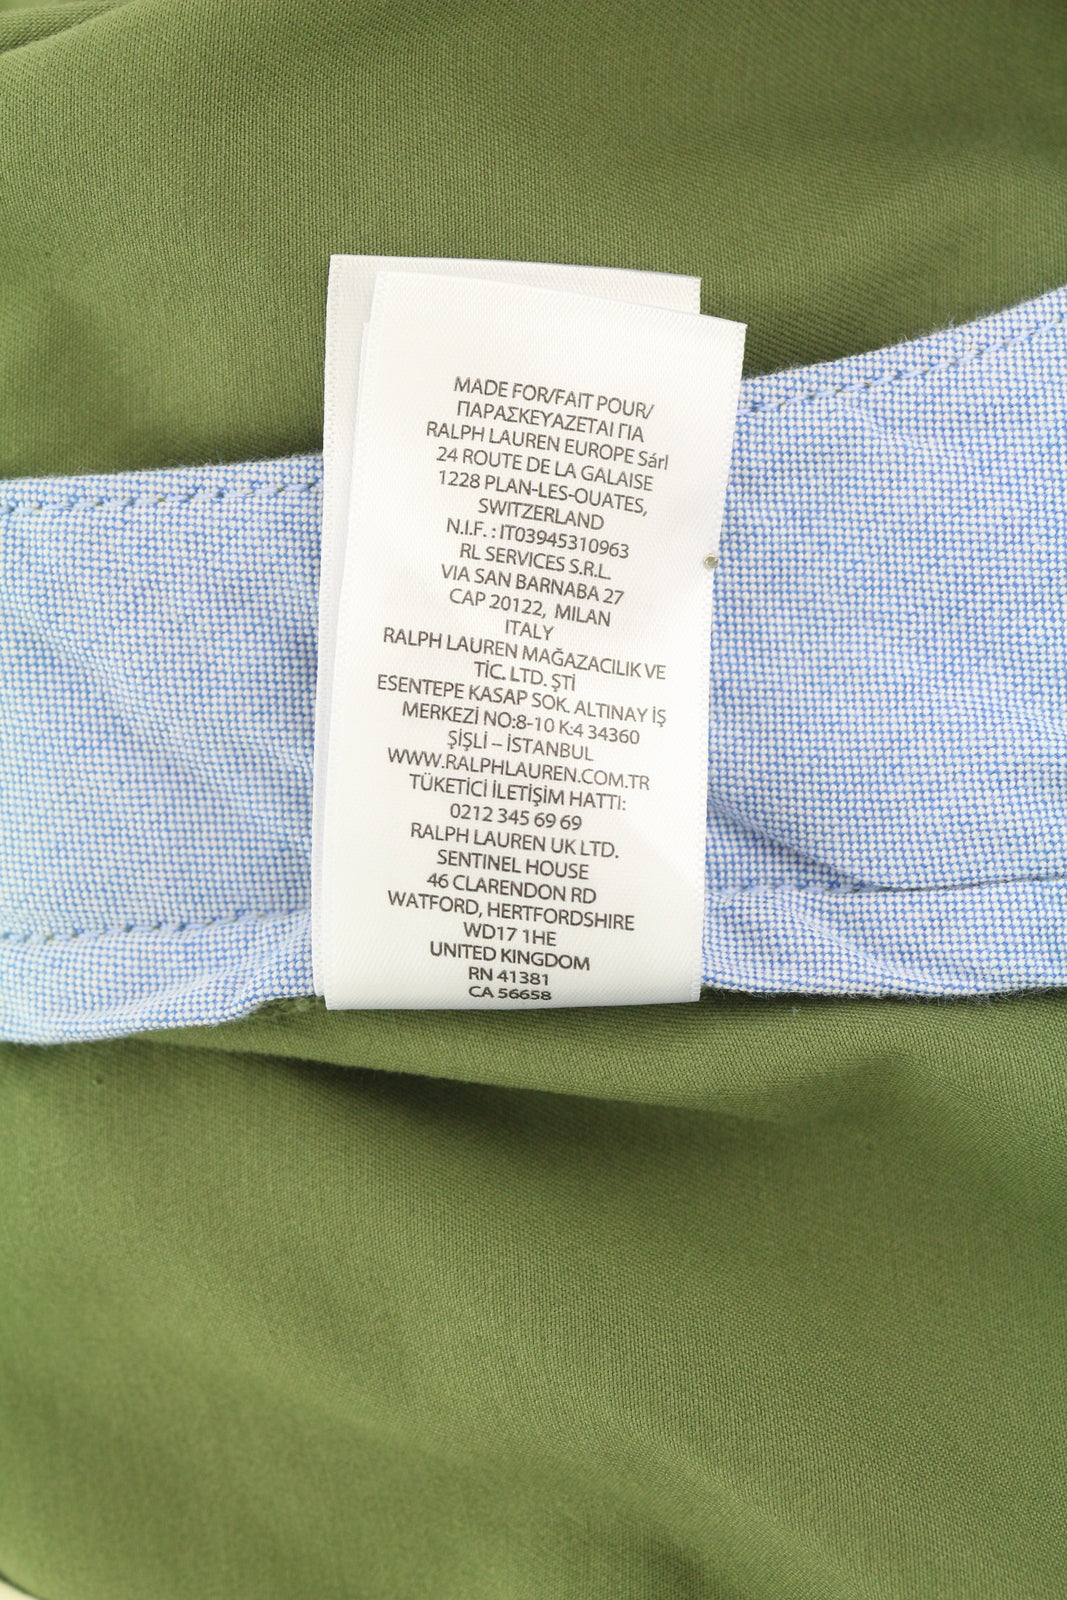 MADE FOR/FAIT POUR/
ΠΑΡΑΣΚΕΥΑΖΕΤΑΙ ΓΙΑ
RALPH LAUREN EUROPE Sárl
24 ROUTE DE LA GALAISE
1228 PLAN-LES-OUATES,
SWITZERLAND
N.I.F. : IT03945310963
RL SERVICES S.R.L.
VIA SAN BARNABA 27
CAP 20122, MILAN
ITALY
RALPH LAUREN MAĞAZACILIK VE
TİC. LTD. ŞTİ
ESENTEPE KASAP SOK. ALTINAY İŞ
MERKEZİ NO:8-10 K:4 34360
ŞİŞLİ – İSTANBUL
WWW.RALPHLAUREN.COM.TR
TÜKETİCİ İLETİŞİM HATTI:
0212 345 69 69
RALPH LAUREN UK LTD.
SENTINEL HOUSE
46 CLARENDON RD
WATFORD, HERTFORDSHIRE
WD17 1HE
UNITED KINGDOM
RN 41381
CA 56658